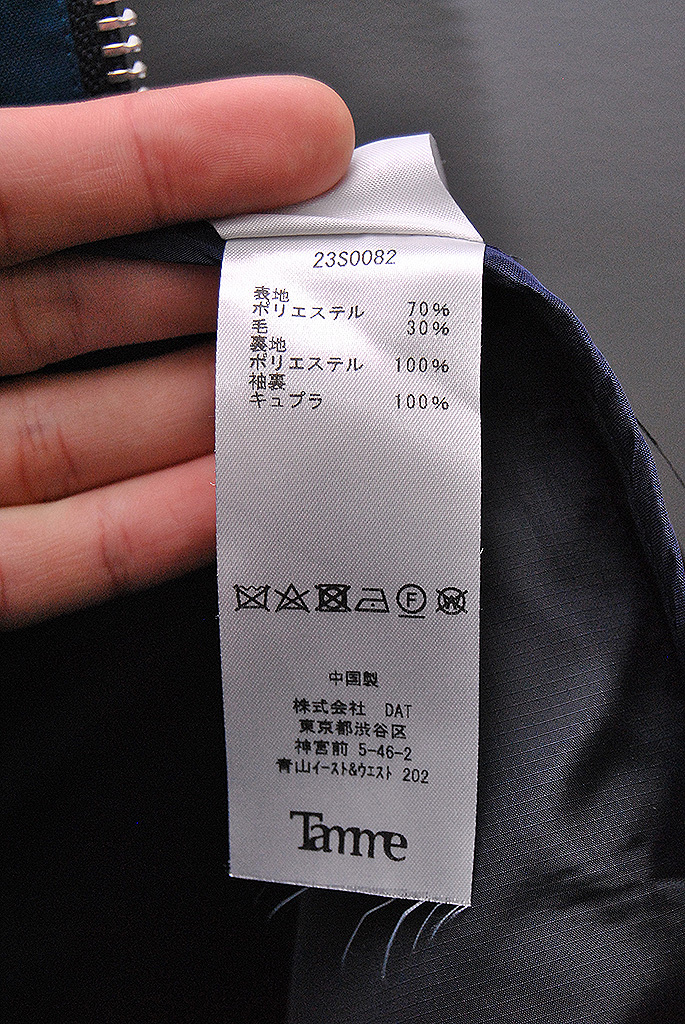 23S0082
表地
ポリエステル 70%
毛 30%
裏地
ポリエステル 100%
袖裏
キュプラ 100%
F W
中国製
株式会社 DAT
東京都渋谷区
神宮前 5-46-2
青山イースト&ウエスト 202
Tamme